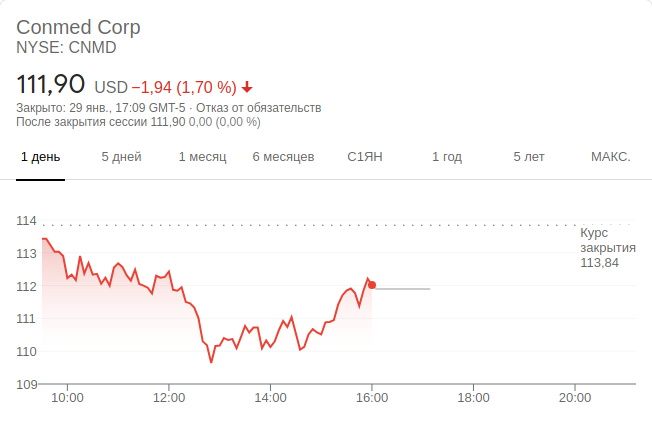 Conmed Corp
NYSE: CNMD
111,90 USD −1,94 (1,70 %)
Закрыто: 29 янв., 17:09 GMT-5 · Отказ от обязательств
После закрытия сессии 111,90 0,00 (0,00 %)
1 день 5 дней 1 месяц 6 месяцев С1ЯН 1 год 5 лет МАКС.
114
Курс
закрытия
113,84
113
112
111
110
109
10:00 12:00 14:00 16:00 18:00 20:00